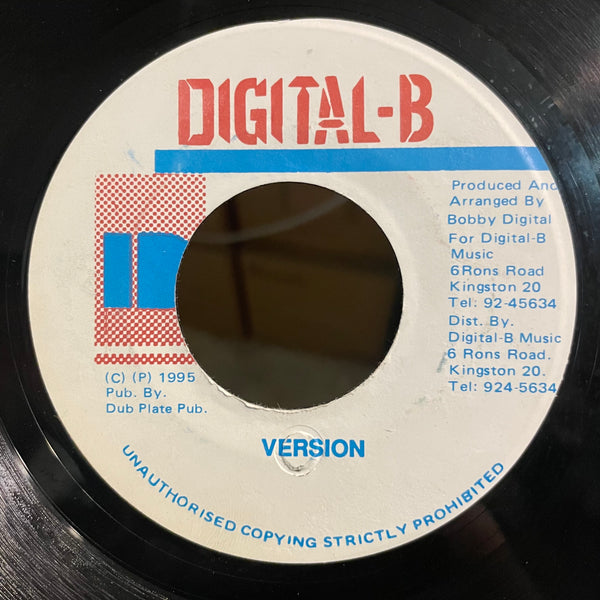 DIGITAL-B
Produced And
Arranged By
Bobby Digital
For Digital-B
Music
6Rons Road
Kingston 20
Tel: 92-45634
Dist. By.
Digital-B Music
6 Rons Road.
Kingston 20.
Tel: 924-5634
(C) (P) 1995
Pub. By.
Dub Plate Pub.
VERSION
UNAUTHORISED COPYING STRICTLY PROHIBITED